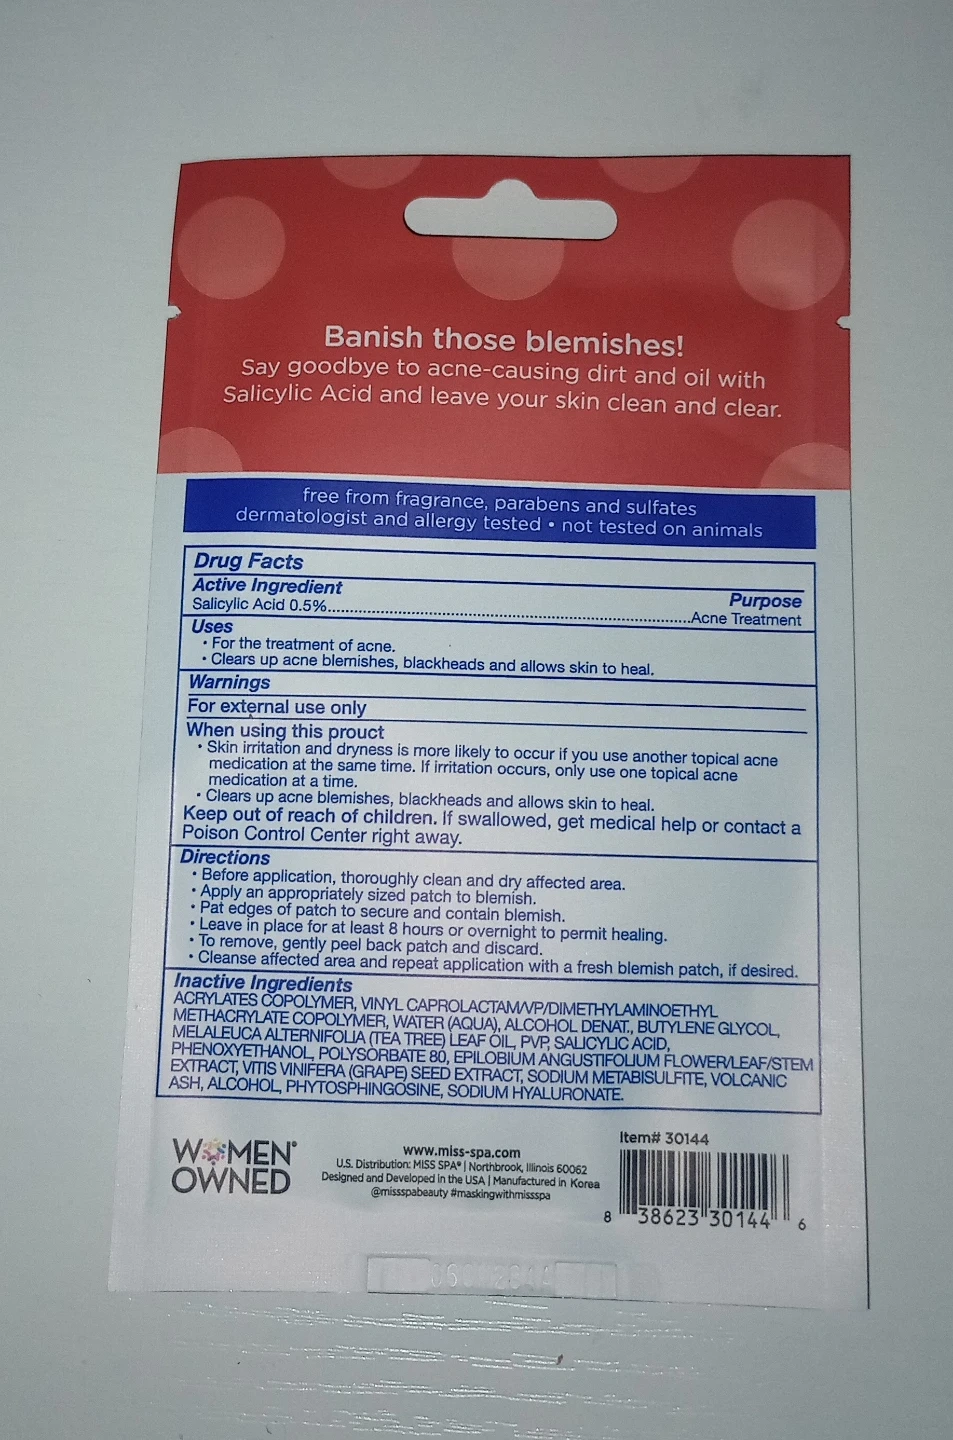 Banish those blemishes!
Say goodbye to acne-causing dirt and oil with
Salicylic Acid and leave your skin clean and clear.
free from fragrance, parabens and sulfates
dermatologist and allergy tested • not tested on animals
Drug Facts
Active Ingredient Purpose
Salicylic Acid 0.5%..........Acne Treatment
Uses
• For the treatment of acne.
• Clears up acne blemishes, blackheads and allows skin to heal.
Warnings
For external use only
When using this prouct
• Skin irritation and dryness is more likely to occur if you use another topical acne
medication at the same time. If irritation occurs, only use one topical acne
medication at a time.
• Clears up acne blemishes, blackheads and allows skin to heal.
Keep out of reach of children. If swallowed, get medical help or contact a
Poison Control Center right away.
Directions
• Before application, thoroughly clean and dry affected area.
• Apply an appropriately sized patch to blemish.
• Pat edges of patch to secure and contain blemish.
• Leave in place for at least 8 hours or overnight to permit healing.
• To remove, gently peel back patch and discard.
• Cleanse affected area and repeat application with a fresh blemish patch, if desired.
Inactive Ingredients
ACRYLATES COPOLYMER, VINYL CAPROLACTAM/VP/DIMETHYLAMINOETHYL
METHACRYLATE COPOLYMER, WATER (AQUA), ALCOHOL DENAT., BUTYLENE GLYCOL,
MELALEUCA ALTERNIFOLIA (TEA TREE) LEAF OIL, PVP, SALICYLIC ACID,
PHENOXYETHANOL, POLYSORBATE 80, EPILOBIUM ANGUSTIFOLIUM FLOWER/LEAF/STEM
EXTRACT, VITIS VINIFERA (GRAPE) SEED EXTRACT, SODIUM METABISULFITE, VOLCANIC
ASH, ALCOHOL, PHYTOSPHINGOSINE, SODIUM HYALURONATE.
WOMEN®
OWNED
www.miss-spa.com
U.S. Distribution: MISS SPA® | Northbrook, Illinois 60062
Designed and Developed in the USA | Manufactured in Korea
@missspabeauty #maskingwithmissspa
Item# 30144
8 38623 30144 6